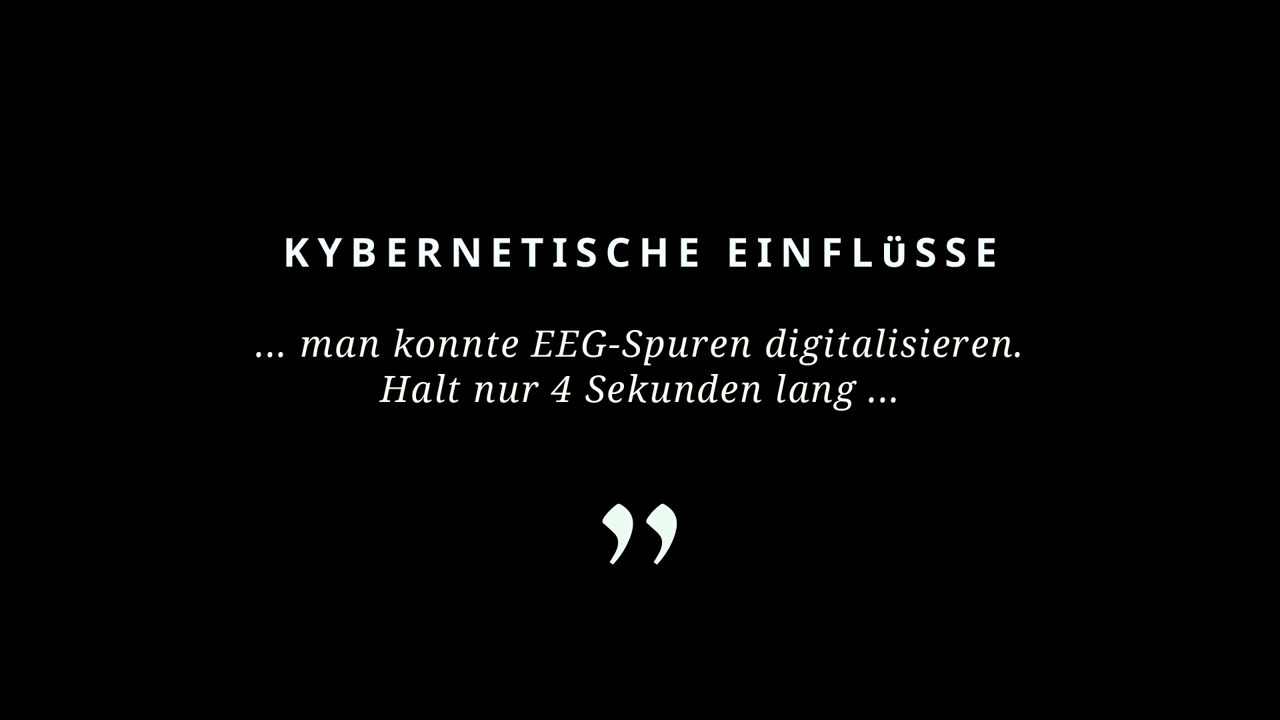 KYBERNETISCHE EINFLÜSSE
... man konnte EEG-Spuren digitalisieren.
Halt nur 4 Sekunden lang ...
”